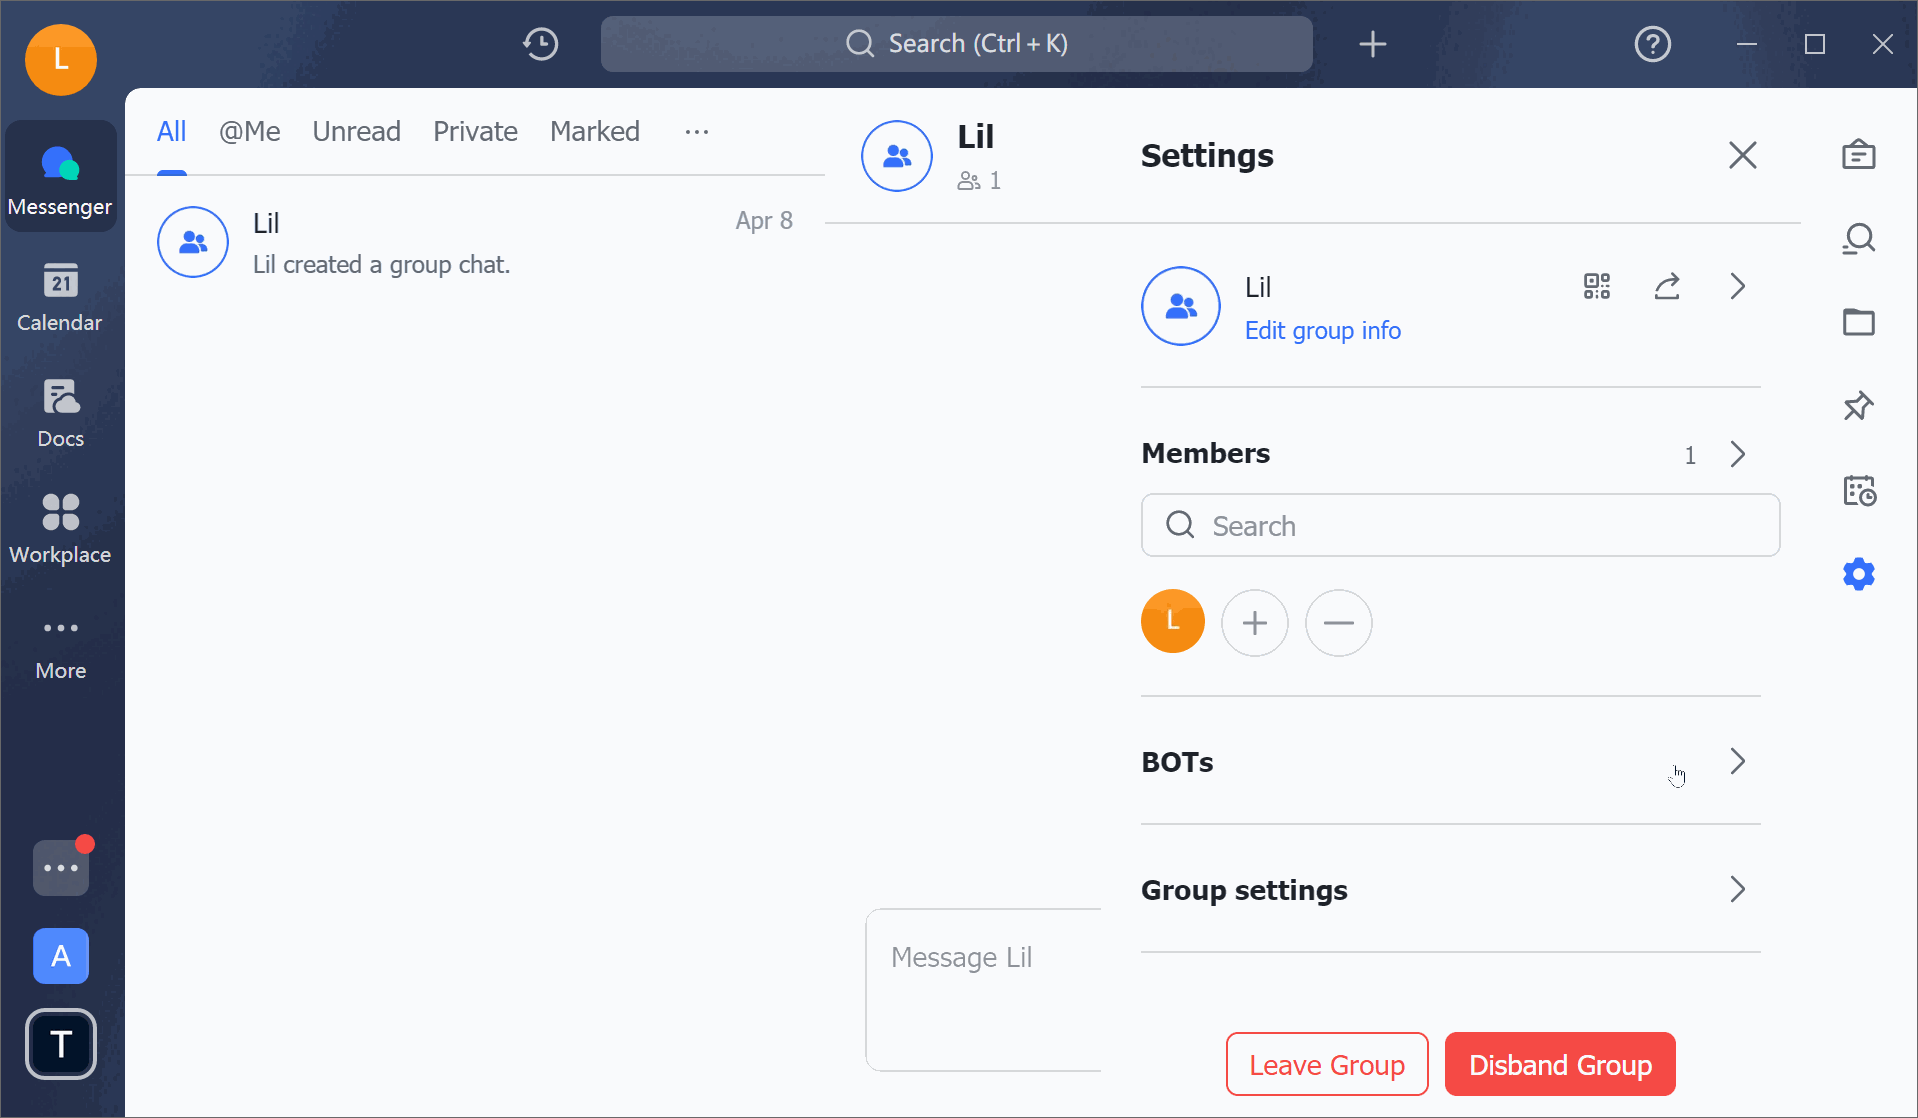 L
Search (Ctrl + K)
Messenger
21
Calendar
Docs
Workplace
More
A
T
All @Me Unread Private Marked
Lil
Apr 8
Lil created a group chat.
Lil
1
Message Lil
Settings
Lil
Edit group info
Members
1
Search
L
BOTs
Group settings
Leave Group
Disband Group